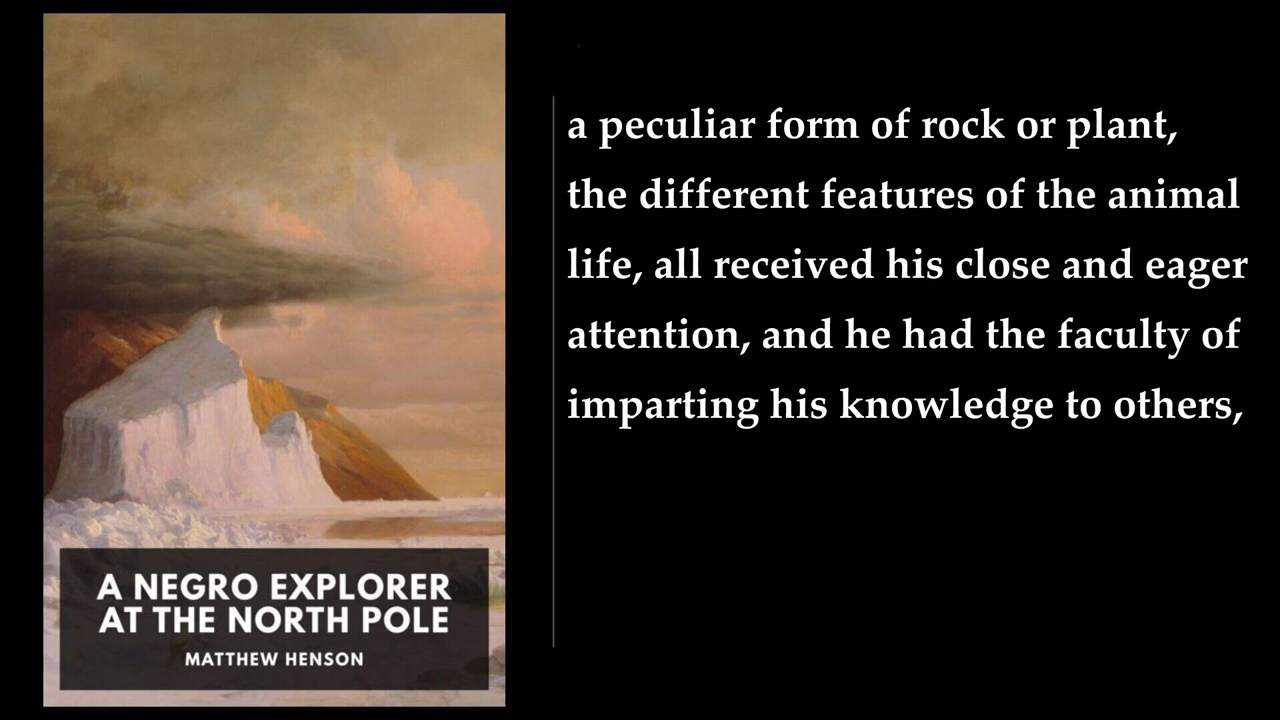 a peculiar form of rock or plant,
the different features of the animal
life, all received his close and eager
attention, and he had the faculty of
imparting his knowledge to others,
A NEGRO EXPLORER
AT THE NORTH POLE
MATTHEW HENSON